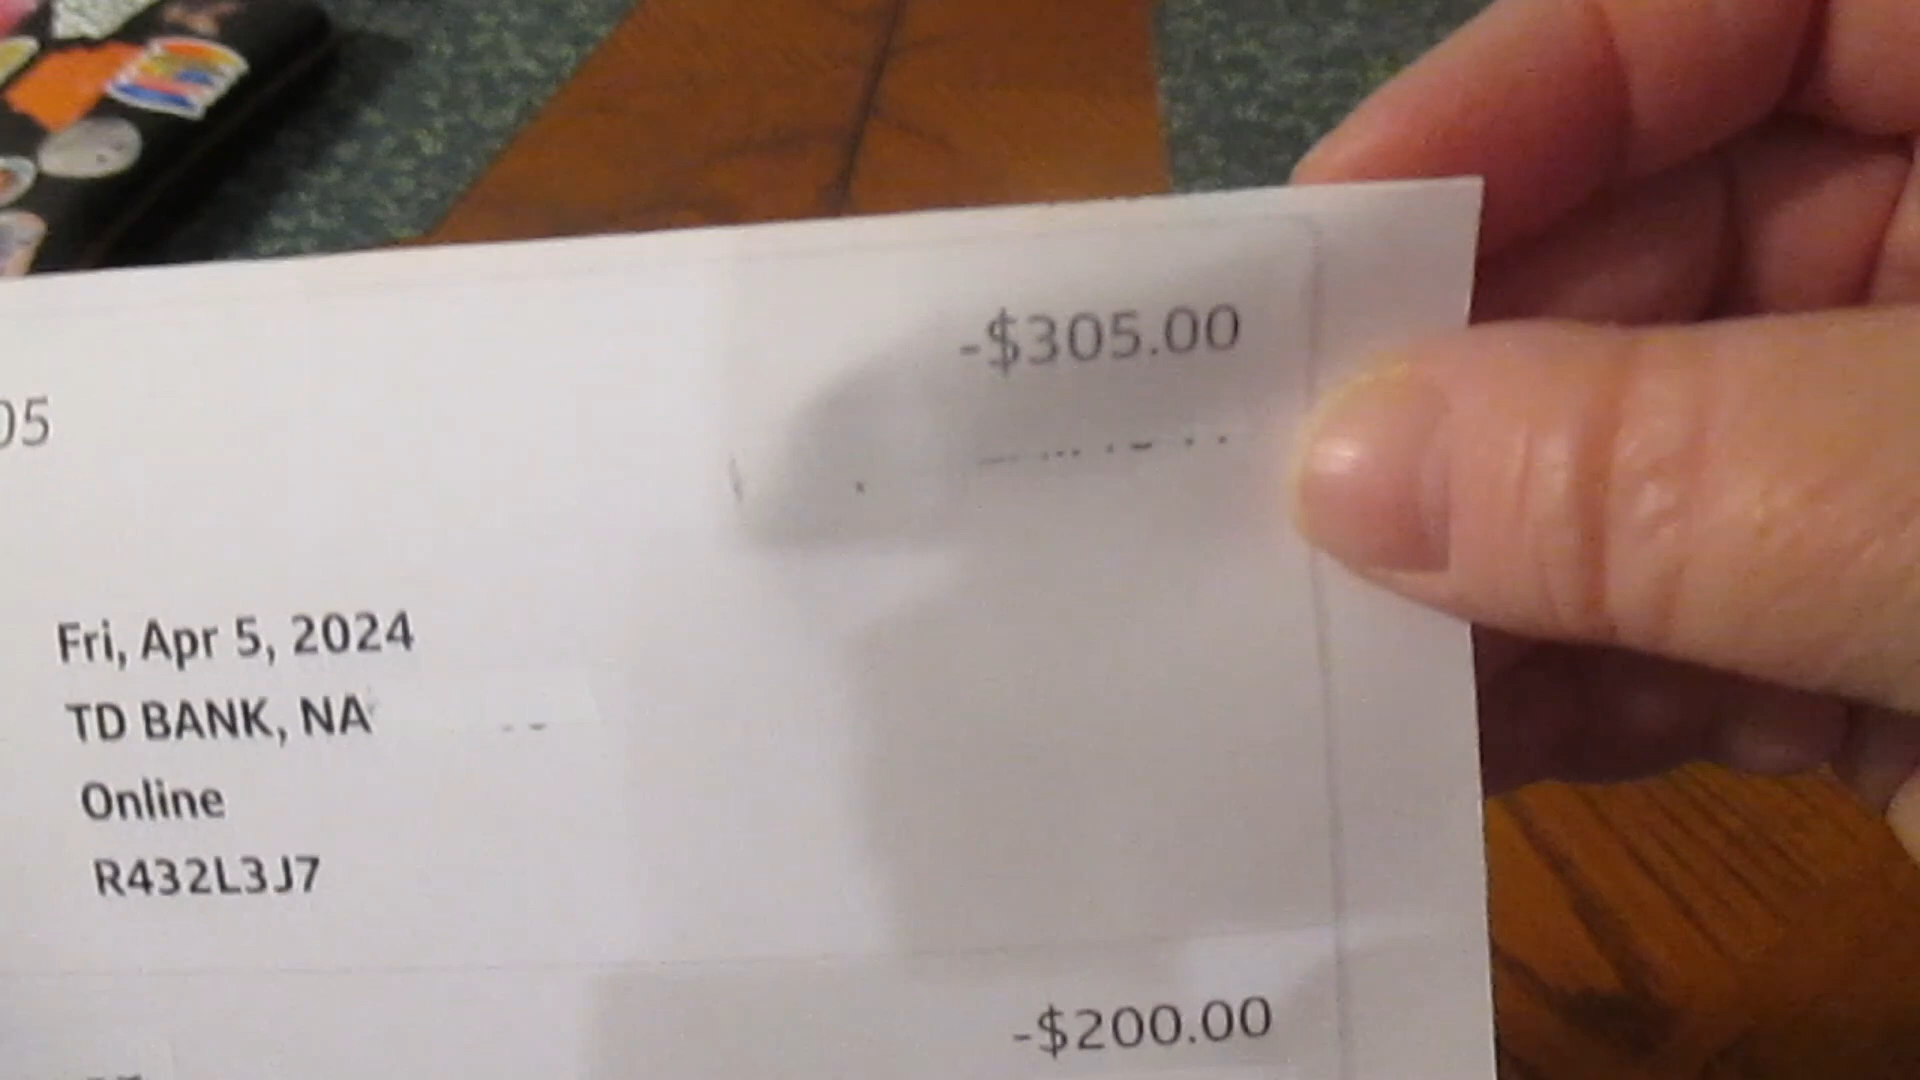 -$305.00
05
Fri, Apr 5, 2024
TD BANK, NA
Online
R432L3J7
-$200.00